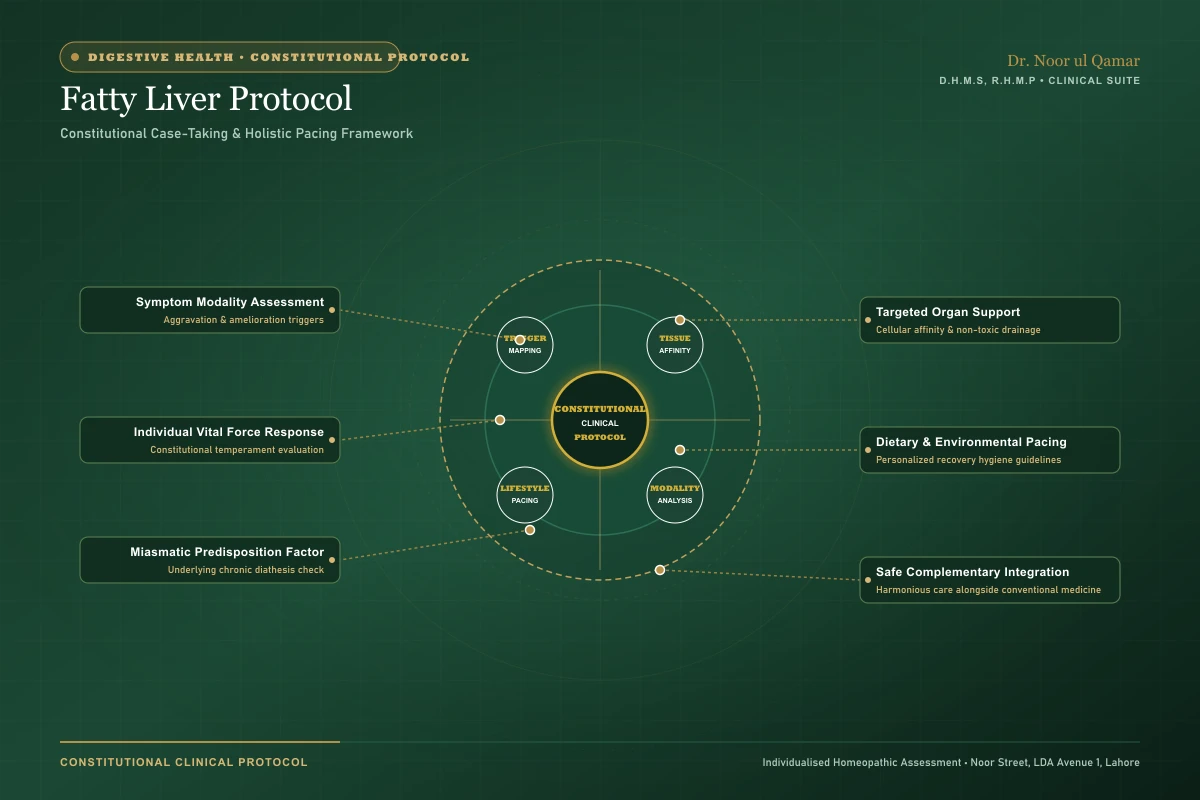 DIGESTIVE HEALTH • CONSTITUTIONAL PROTOCOL
Dr. Noor ul Qamar
D.H.M.S, R.H.M.P • CLINICAL SUITE
Fatty Liver Protocol
Constitutional Case-Taking & Holistic Pacing Framework
Symptom Modality Assessment
Aggravation & amelioration triggers
Individual Vital Force Response
Constitutional temperament evaluation
Miasmatic Predisposition Factor
Underlying chronic diathesis check
TRIGGER
MAPPING
TISSUE
AFFINITY
CONSTITUTIONAL
CLINICAL
PROTOCOL
LIFESTYLE
PACING
MODALITY
ANALYSIS
Targeted Organ Support
Cellular affinity & non-toxic drainage
Dietary & Environmental Pacing
Personalized recovery hygiene guidelines
Safe Complementary Integration
Harmonious care alongside conventional medicine
CONSTITUTIONAL CLINICAL PROTOCOL
Individualised Homeopathic Assessment • Noor Street, LDA Avenue 1, Lahore